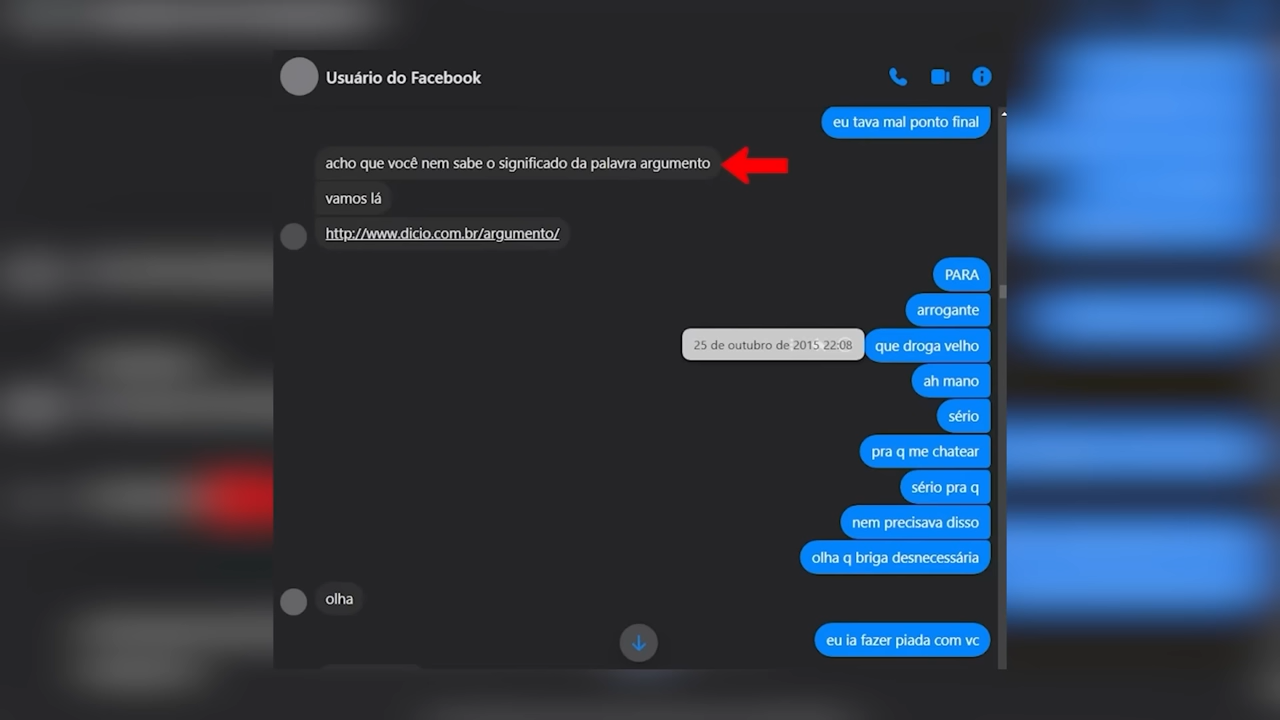 Usuário do Facebook
eu tava mal ponto final
acho que você nem sabe o significado da palavra argumento
vamos lá
http://www.dicio.com.br/argumento/
PARA
arrogante
25 de outubro de 2015 22:08
que droga velho
ah mano
sério
pra q me chatear
sério pra q
nem precisava disso
olha q briga desnecessária
olha
eu ia fazer piada com vc